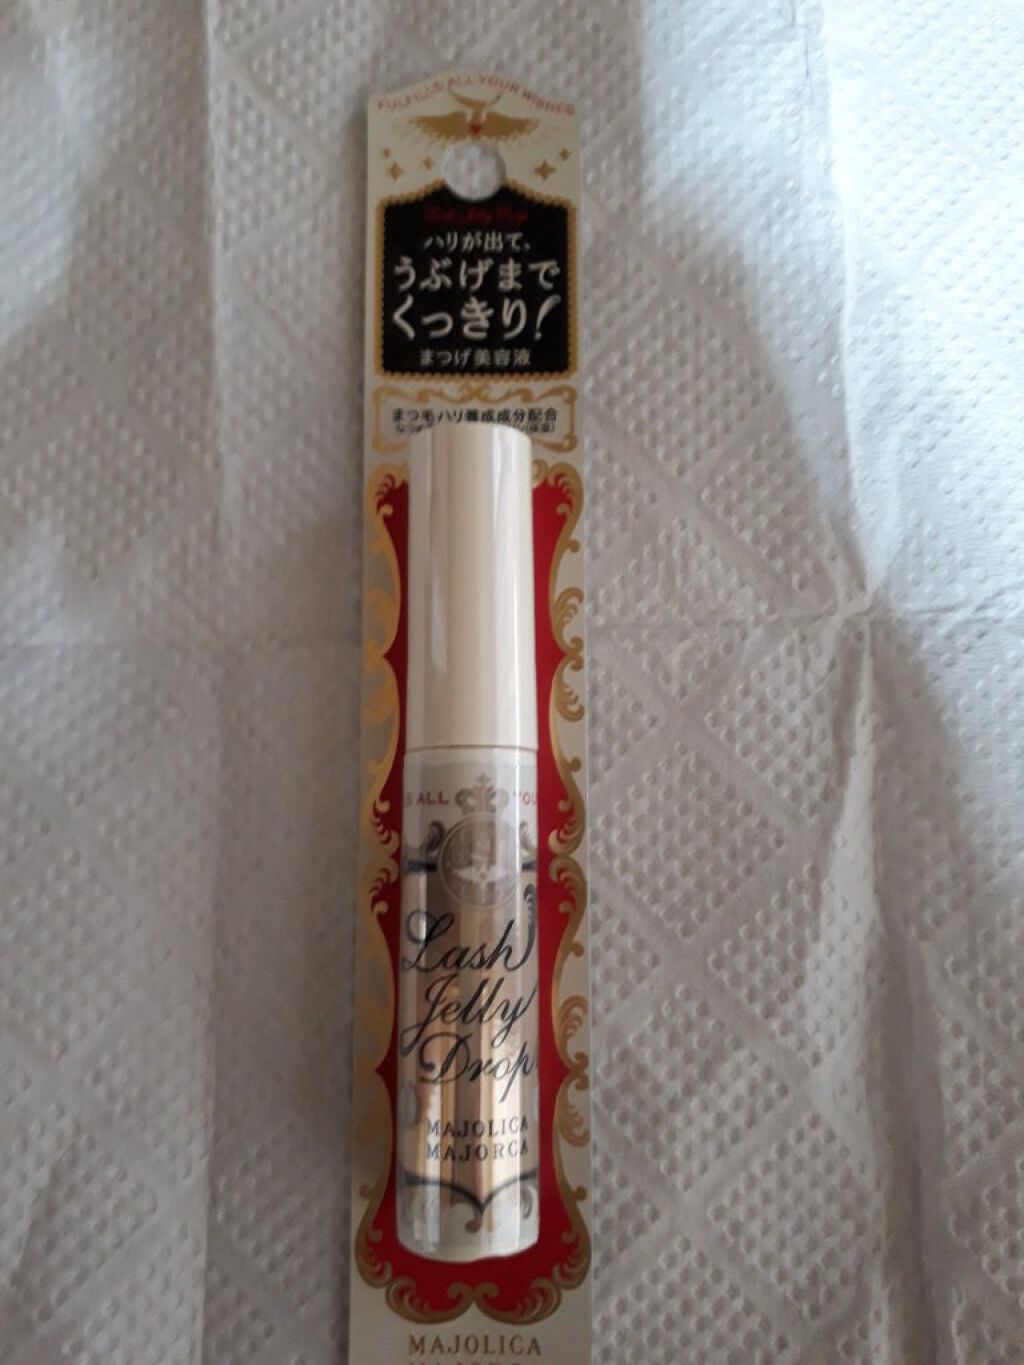 FULFILLS ALL YOUR WISHES
Lash Jelly Drop
ハリが出て、
うぶげまで
くっきり!
まつげ美容液
まつ毛ハリ養成成分配合
ALL YOU
Lash
Jelly
Drop
MAJOLICA
MAJORCA
MAJOLICA